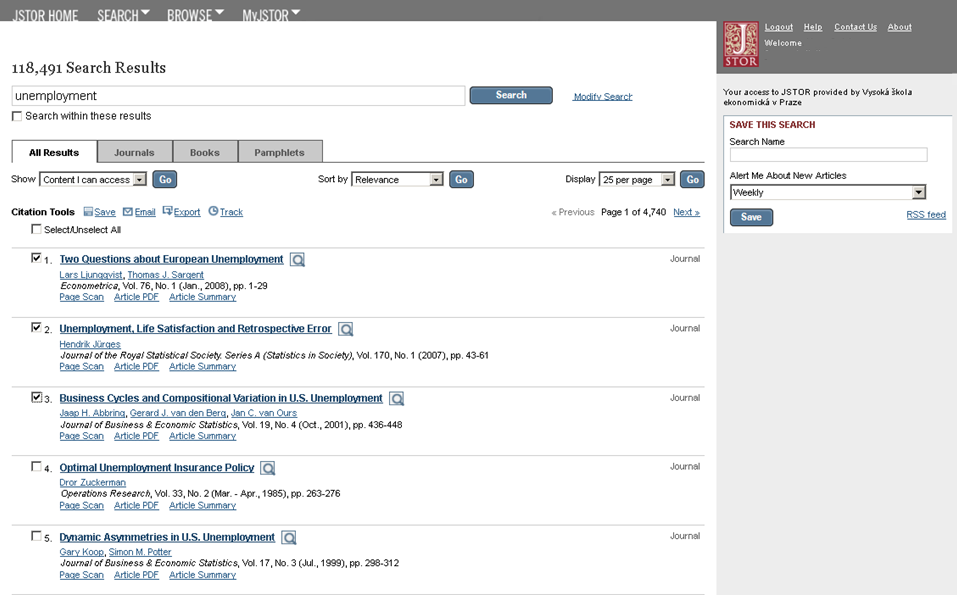 JSTOR HOME SEARCH BROWSE MyJSTOR
JSTOR
Logout Help Contact Us About
Welcome
118,491 Search Results
unemployment Search Modify Search
Search within these results
Your access to JSTOR provided by Vysoká škola
ekonomická v Praze
SAVE THIS SEARCH
Search Name
Alert Me About New Articles
Weekly
Save RSS feed
All Results Journals Books Pamphlets
Show Content I can access Go Sort by Relevance Go Display 25 per page Go
Citation Tools Save Email Export Track « Previous Page 1 of 4,740 Next »
Select/Unselect All
1. Two Questions about European Unemployment Journal
Lars Ljungqvist, Thomas J. Sargent
Econometrica, Vol. 76, No. 1 (Jan., 2008), pp. 1-29
Page Scan Article PDF Article Summary
2. Unemployment, Life Satisfaction and Retrospective Error Journal
Hendrik Jürges
Journal of the Royal Statistical Society. Series A (Statistics in Society), Vol. 170, No. 1 (2007), pp. 43-61
Page Scan Article PDF Article Summary
3. Business Cycles and Compositional Variation in U.S. Unemployment Journal
Jaap H. Abbring, Gerard J. van den Berg, Jan C. van Ours
Journal of Business & Economic Statistics, Vol. 19, No. 4 (Oct., 2001), pp. 436-448
Page Scan Article PDF Article Summary
4. Optimal Unemployment Insurance Policy Journal
Dror Zuckerman
Operations Research, Vol. 33, No. 2 (Mar. - Apr., 1985), pp. 263-276
Page Scan Article PDF Article Summary
5. Dynamic Asymmetries in U.S. Unemployment Journal
Gary Koop, Simon M. Potter
Journal of Business & Economic Statistics, Vol. 17, No. 3 (Jul., 1999), pp. 298-312
Page Scan Article PDF Article Summary